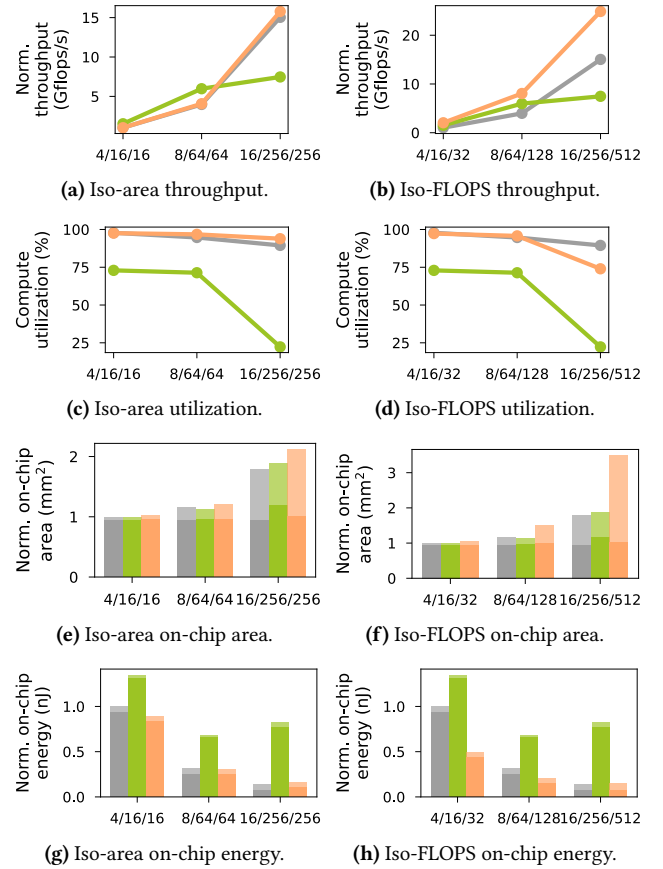 Norm. throughput (Gflops/s)
15
10
5
4/16/16 8/64/64 16/256/256
(a) Iso-area throughput.
Norm. throughput (Gflops/s)
20
10
0
4/16/32 8/64/128 16/256/512
(b) Iso-FLOPS throughput.
Compute utilization (%)
100
75
50
25
4/16/16 8/64/64 16/256/256
(c) Iso-area utilization.
Compute utilization (%)
100
75
50
25
4/16/32 8/64/128 16/256/512
(d) Iso-FLOPS utilization.
Norm. on-chip area (mm²)
2
1
0
4/16/16 8/64/64 16/256/256
(e) Iso-area on-chip area.
Norm. on-chip area (mm²)
3
2
1
0
4/16/32 8/64/128 16/256/512
(f) Iso-FLOPS on-chip area.
Norm. on-chip energy (nJ)
1.0
0.5
0.0
4/16/16 8/64/64 16/256/256
(g) Iso-area on-chip energy.
Norm. on-chip energy (nJ)
1.0
0.5
0.0
4/16/32 8/64/128 16/256/512
(h) Iso-FLOPS on-chip energy.